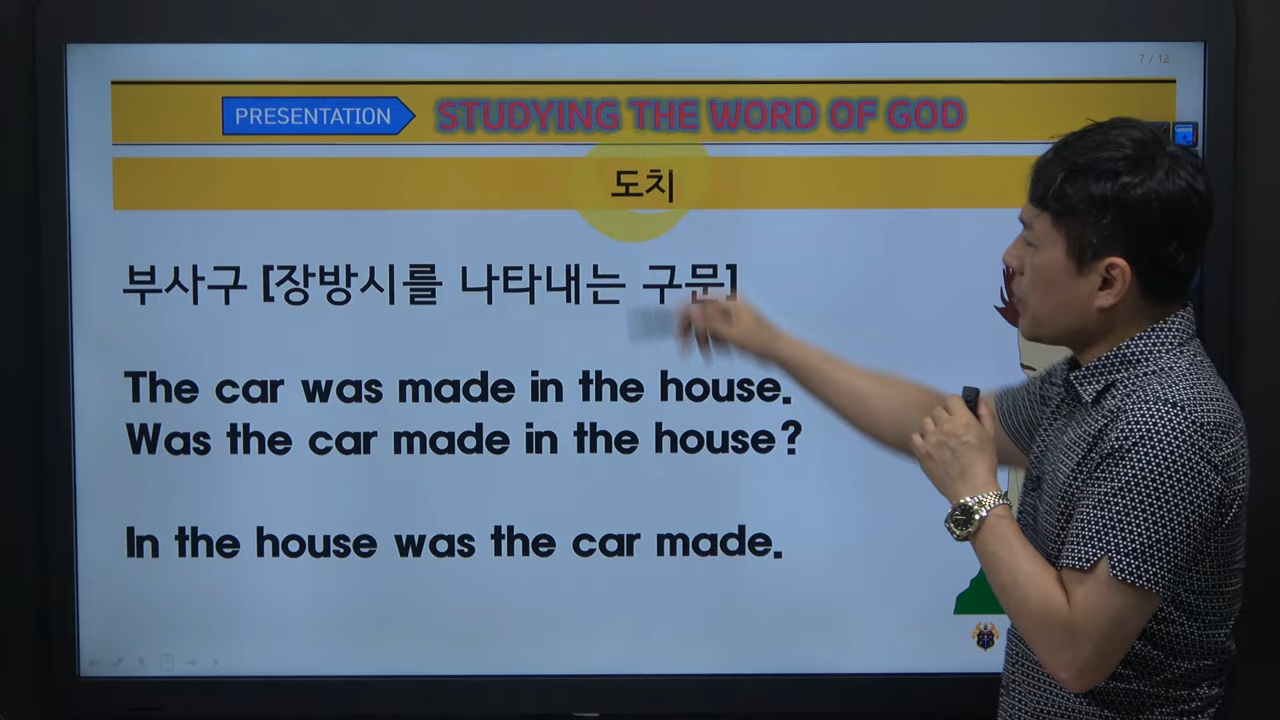 7 / 12
PRESENTATION
STUDYING THE WORD OF GOD
도치
부사구 [장방시를 나타내는 구문]
The car was made in the house.
Was the car made in the house?
In the house was the car made.